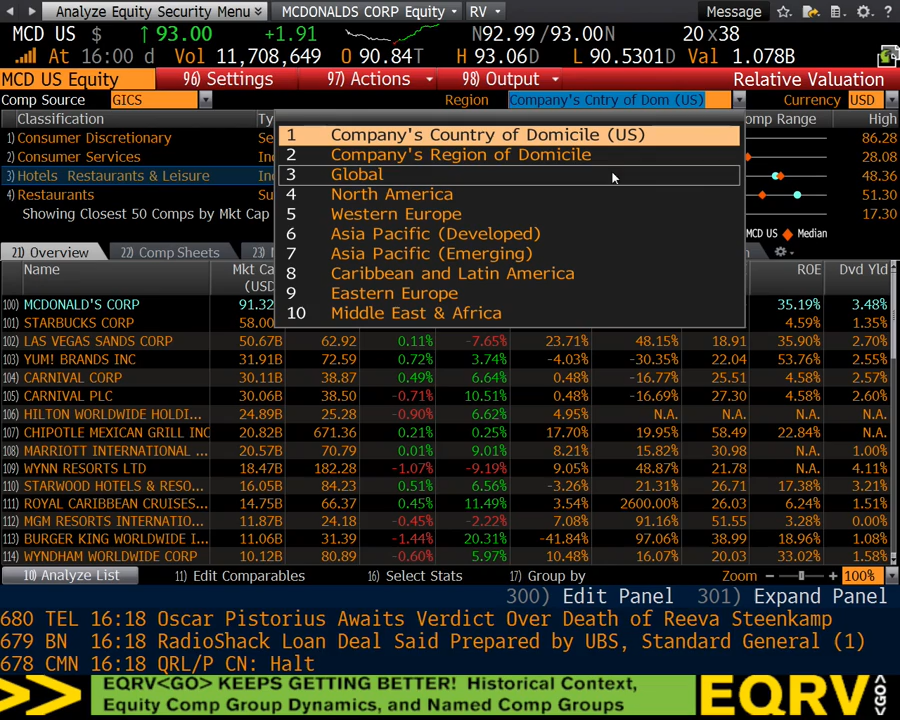 Analyze Equity Security Menu MCDONALDS CORP Equity RV Message
MCD US $ ↑ 93.00 +1.91 N92.99 / 93.00N 20 x 38
At 16:00 d Vol 11,708,649 O 90.84T H 93.06D L 90.5301D Val 1.078B
MCD US Equity 96) Settings 97) Actions 98) Output Relative Valuation
Comp Source GICS Region Company's Cntry of Dom (US) Currency USD
Classification Ty omp Range High
1) Consumer Discretionary Se 86.28
2) Consumer Services In 28.08
3) Hotels Restaurants & Leisure In 48.36
4) Restaurants Su 51.30
Showing Closest 50 Comps by Mkt Cap 17.30
1 Company's Country of Domicile (US)
2 Company's Region of Domicile
3 Global
4 North America
5 Western Europe
6 Asia Pacific (Developed)
7 Asia Pacific (Emerging)
8 Caribbean and Latin America
9 Eastern Europe
10 Middle East & Africa
MCD US Median
21) Overview 22) Comp Sheets 23)
Name Mkt Ca ROE Dvd Yld
(USD
100) MCDONALD'S CORP 91.32 35.19% 3.48%
101) STARBUCKS CORP 58.00 4.59% 1.35%
102) LAS VEGAS SANDS CORP 50.67B 62.92 0.11% -7.65% 23.71% 48.15% 18.91 35.90% 2.70%
103) YUM! BRANDS INC 31.91B 72.59 0.72% 3.74% -4.03% -30.35% 22.04 53.76% 2.55%
104) CARNIVAL CORP 30.11B 38.87 0.49% 6.64% 0.48% -16.77% 25.51 4.58% 2.57%
105) CARNIVAL PLC 30.06B 38.50 -0.71% 10.51% 0.48% -16.69% 27.30 4.58% 2.60%
106) HILTON WORLDWIDE HOLDI... 24.89B 25.28 -0.90% 6.62% 4.95% N.A. N.A. N.A.
107) CHIPOTLE MEXICAN GRILL INC 20.82B 671.36 0.21% 0.25% 17.70% 19.95% 58.49 22.84% N.A.
108) MARRIOTT INTERNATIONAL ... 20.57B 70.79 0.01% 9.01% 8.21% 15.82% 30.98 N.A. 1.00%
109) WYNN RESORTS LTD 18.47B 182.28 -1.07% -9.19% 9.05% 48.87% 21.78 N.A. 4.11%
110) STARWOOD HOTELS & RESO... 16.05B 84.23 0.51% 6.56% -3.26% 21.31% 26.71 17.38% 3.21%
111) ROYAL CARIBBEAN CRUISES... 14.75B 66.37 0.45% 11.49% 3.54% 2600.00% 26.03 6.24% 1.51%
112) MGM RESORTS INTERNATIO... 11.87B 24.18 -0.45% -2.22% 7.08% 91.16% 51.55 3.28% 0.00%
113) BURGER KING WORLDWIDE I... 11.06B 31.39 -1.44% 20.31% -41.84% 97.06% 38.99 18.96% 1.08%
114) WYNDHAM WORLDWIDE CORP 10.12B 80.89 -0.60% 5.97% 10.48% 16.07% 20.03 33.02% 1.58%
10) Analyze List 11) Edit Comparables 16) Select Stats 17) Group by Zoom 100%
300) Edit Panel 301) Expand Panel
680 TEL 16:18 Oscar Pistorius Awaits Verdict Over Death of Reeva Steenkamp
679 BN 16:18 RadioShack Loan Deal Said Prepared by UBS, Standard General (1)
678 CMN 16:18 QRL/P CN: Halt
EQRV<GO> KEEPS GETTING BETTER! Historical Context,
Equity Comp Group Dynamics, and Named Comp Groups
EQRV